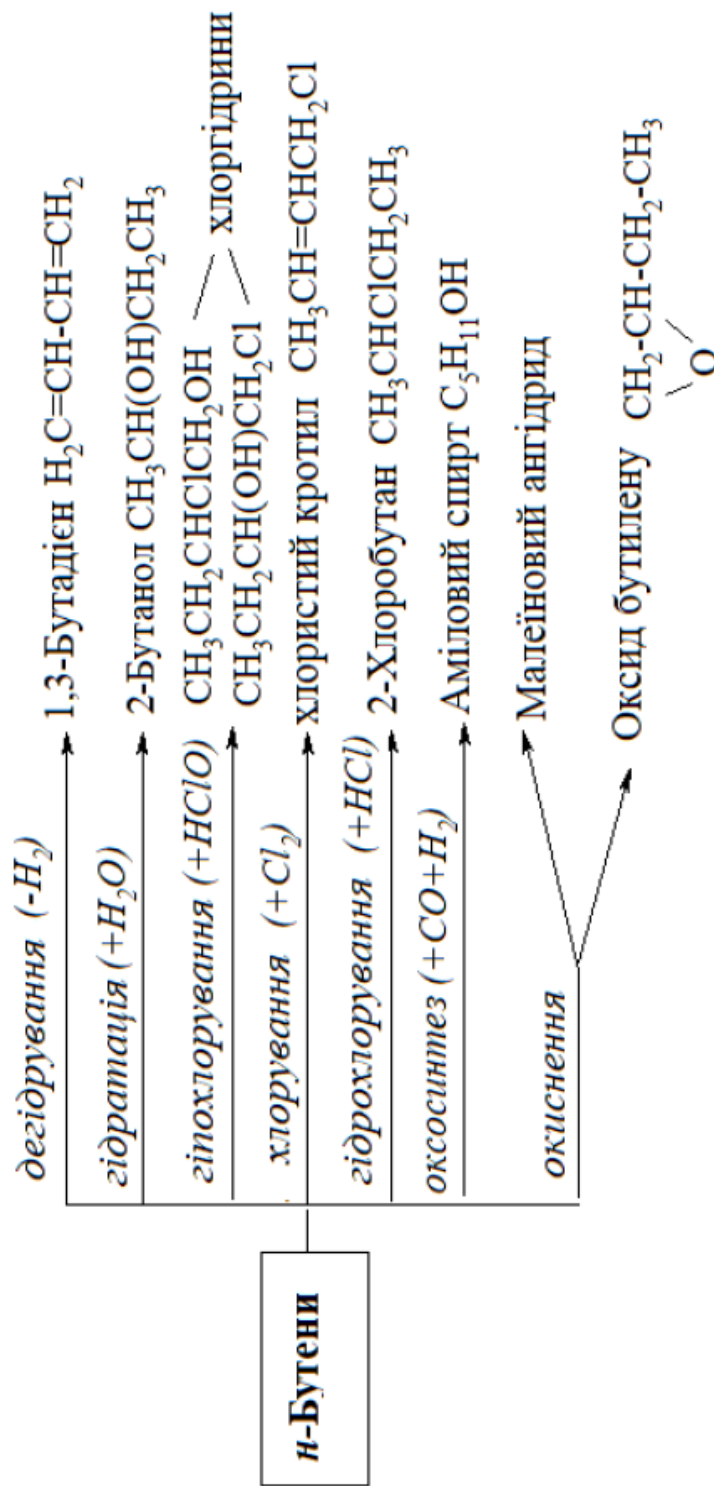 н-Бутени
дегідрування (-H₂)
1,3-Бутадієн H₂C=CH-CH=CH₂
гідратація (+H₂O)
2-Бутанол CH₃CH(OH)CH₂CH₃
гіпохлорування (+HClO)
CH₃CH₂CHClCH₂OH
CH₃CH₂CH(OH)CH₂Cl
хлоргідрини
хлорування (+Cl₂)
хлористий кротил CH₃CH=CHCH₂Cl
гідрохлорування (+HCl)
2-Хлоробутан CH₃CHClCH₂CH₃
оксосинтез (+CO+H₂)
Аміловий спирт C₅H₁₁OH
окиснення
Малеїновий ангідрид
Оксид бутилену CH₂-CH-CH₂-CH₃
O